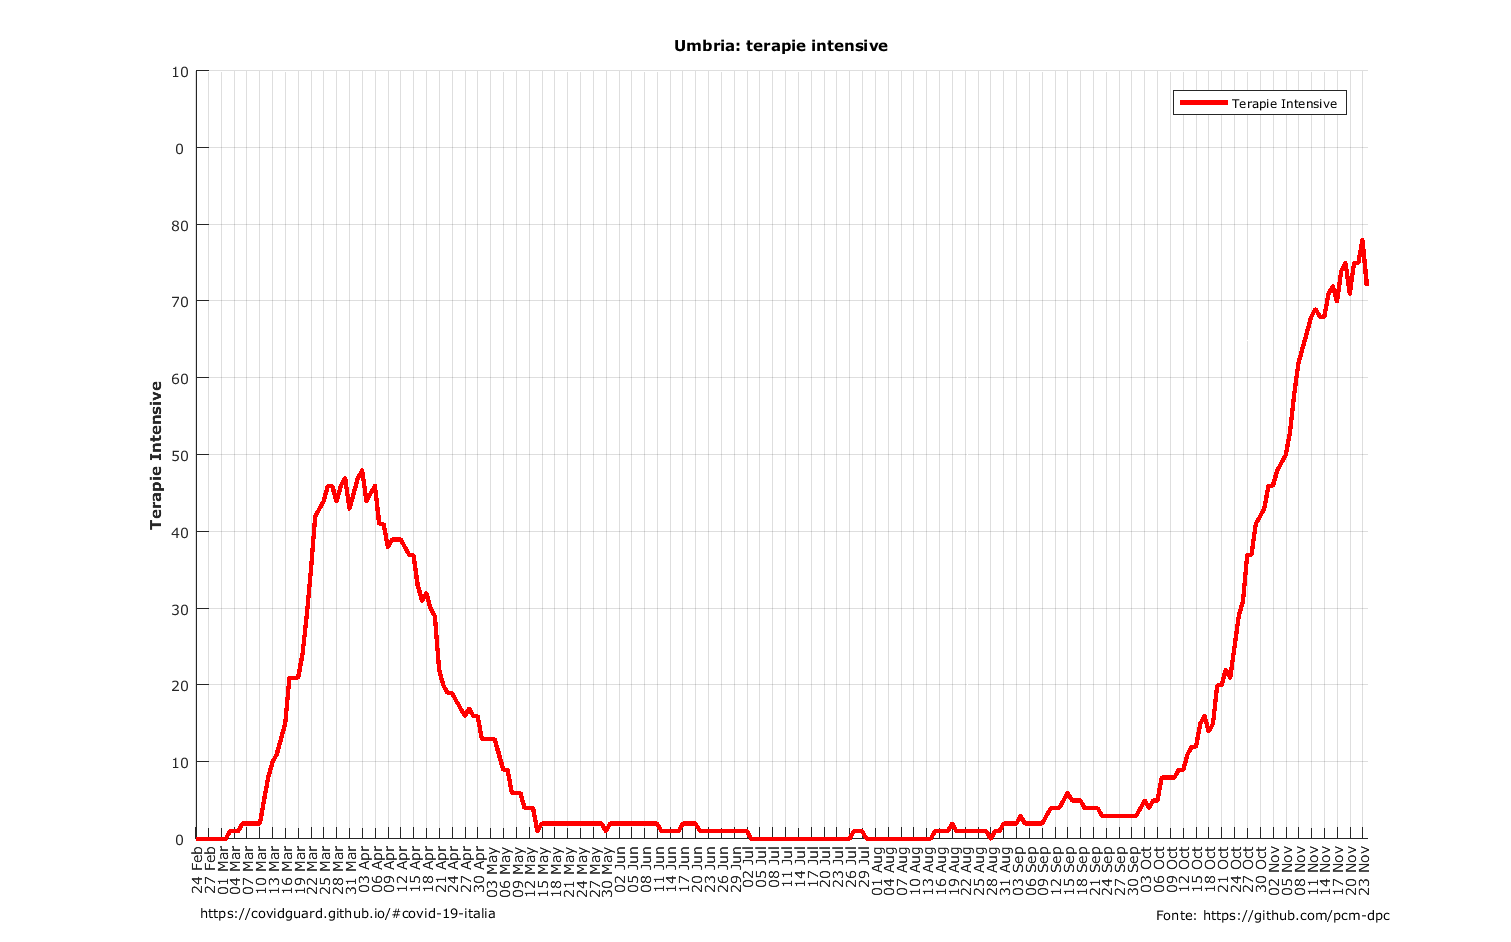 Umbria: terapie intensive
Terapie Intensive
10
0
80
70
60
50
40
30
20
10
0
Terapie Intensive
24 Feb
27 Feb
01 Mar
04 Mar
07 Mar
10 Mar
13 Mar
16 Mar
19 Mar
22 Mar
25 Mar
28 Mar
31 Mar
03 Apr
06 Apr
09 Apr
12 Apr
15 Apr
18 Apr
21 Apr
24 Apr
27 Apr
30 Apr
03 May
06 May
09 May
12 May
15 May
18 May
21 May
24 May
27 May
30 May
02 Jun
05 Jun
08 Jun
11 Jun
14 Jun
17 Jun
20 Jun
23 Jun
26 Jun
29 Jun
02 Jul
05 Jul
08 Jul
11 Jul
14 Jul
17 Jul
20 Jul
23 Jul
26 Jul
29 Jul
01 Aug
04 Aug
07 Aug
10 Aug
13 Aug
16 Aug
19 Aug
22 Aug
25 Aug
28 Aug
31 Aug
03 Sep
06 Sep
09 Sep
12 Sep
15 Sep
18 Sep
21 Sep
24 Sep
27 Sep
30 Sep
03 Oct
06 Oct
09 Oct
12 Oct
15 Oct
18 Oct
21 Oct
24 Oct
27 Oct
30 Oct
02 Nov
05 Nov
08 Nov
11 Nov
14 Nov
17 Nov
20 Nov
23 Nov
https://covidguard.github.io/#covid-19-italia
Fonte: https://github.com/pcm-dpc